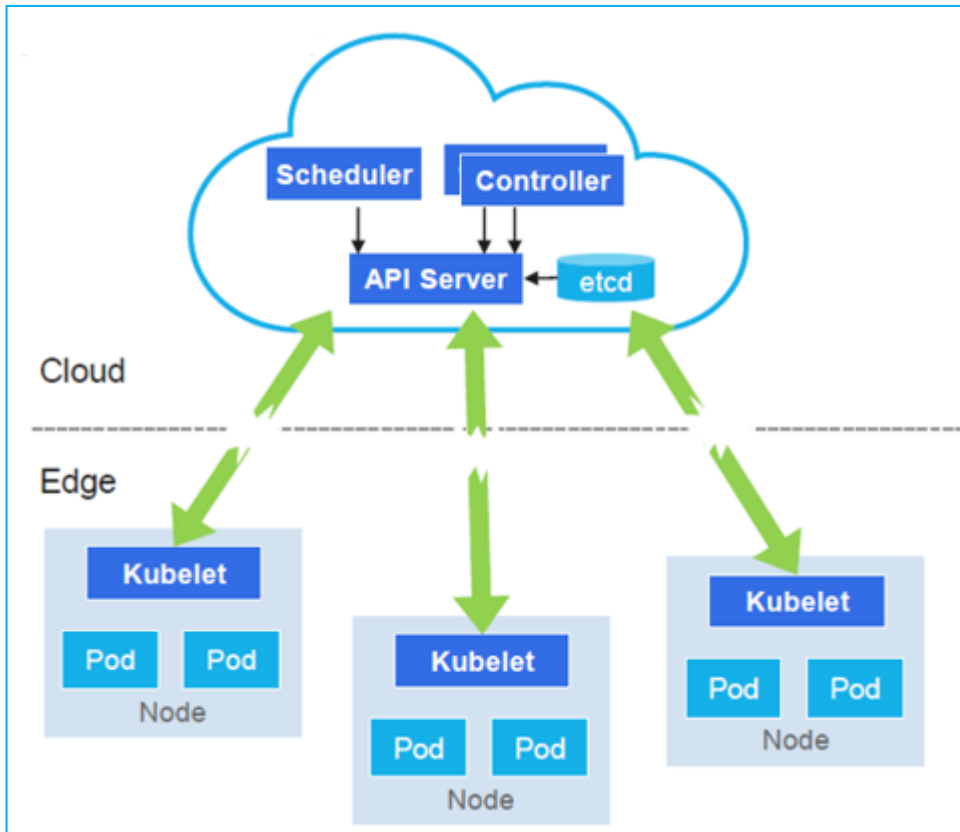 Scheduler
Controller
API Server
etcd
Cloud
Edge
Kubelet
Pod Pod
Node
Kubelet
Pod Pod
Node
Kubelet
Pod Pod
Node